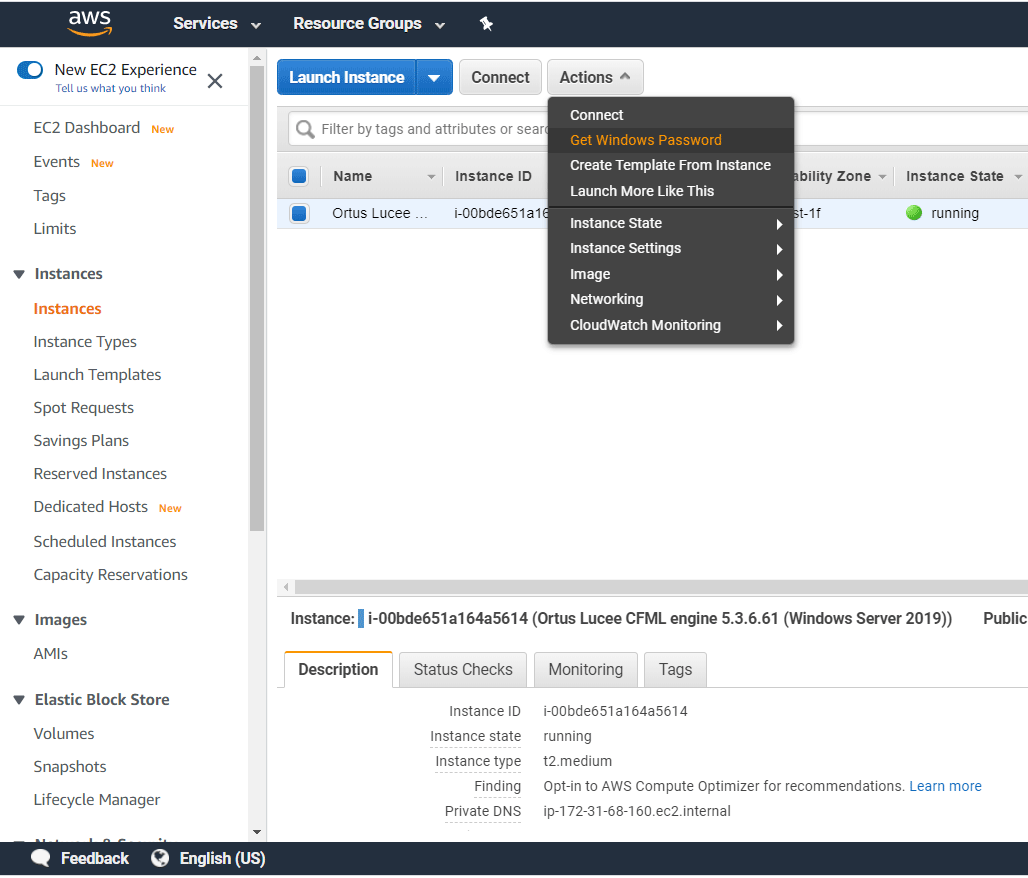 aws Services Resource Groups
New EC2 Experience
Tell us what you think
EC2 Dashboard New
Events New
Tags
Limits
Instances
Instances
Instance Types
Launch Templates
Spot Requests
Savings Plans
Reserved Instances
Dedicated Hosts New
Scheduled Instances
Capacity Reservations
Images
AMIs
Elastic Block Store
Volumes
Snapshots
Lifecycle Manager
Launch Instance Connect Actions
Filter by tags and attributes or searc
Connect
Get Windows Password
Create Template From Instance
Launch More Like This
Instance State
Instance Settings
Image
Networking
CloudWatch Monitoring
Name Instance ID ability Zone Instance State
Ortus Lucee ... i-00bde651a16 st-1f running
Instance: i-00bde651a164a5614 (Ortus Lucee CFML engine 5.3.6.61 (Windows Server 2019)) Public
Description Status Checks Monitoring Tags
Instance ID i-00bde651a164a5614
Instance state running
Instance type t2.medium
Finding Opt-in to AWS Compute Optimizer for recommendations. Learn more
Private DNS ip-172-31-68-160.ec2.internal
Feedback English (US)